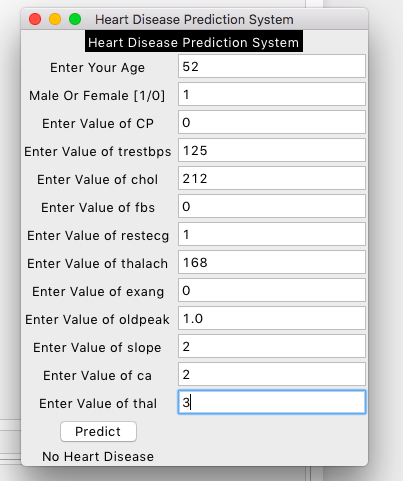 Heart Disease Prediction System
Heart Disease Prediction System
Enter Your Age 52
Male Or Female [1/0] 1
Enter Value of CP 0
Enter Value of trestbps 125
Enter Value of chol 212
Enter Value of fbs 0
Enter Value of restecg 1
Enter Value of thalach 168
Enter Value of exang 0
Enter Value of oldpeak 1.0
Enter Value of slope 2
Enter Value of ca 2
Enter Value of thal 3
Predict
No Heart Disease